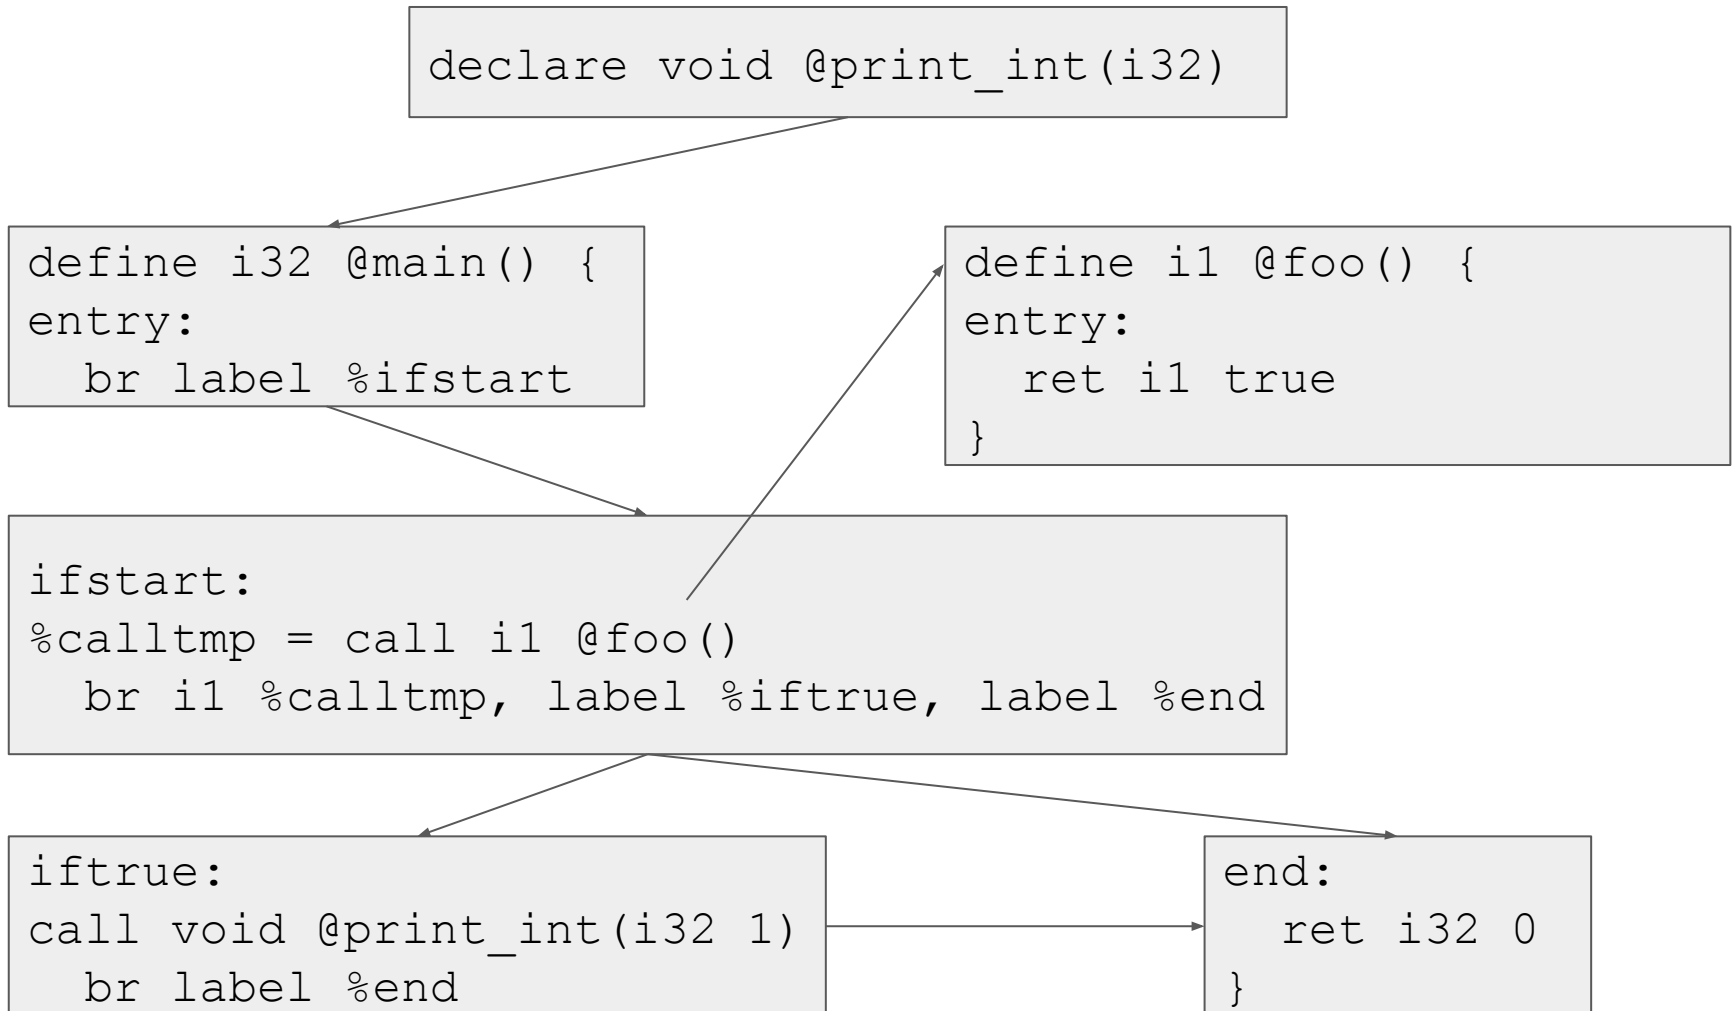 declare void @print_int(i32)
define i32 @main() {
entry:
  br label %ifstart
define i1 @foo() {
entry:
  ret i1 true
}
ifstart:
%calltmp = call i1 @foo()
  br i1 %calltmp, label %iftrue, label %end
iftrue:
call void @print_int(i32 1)
  br label %end
end:
  ret i32 0
}